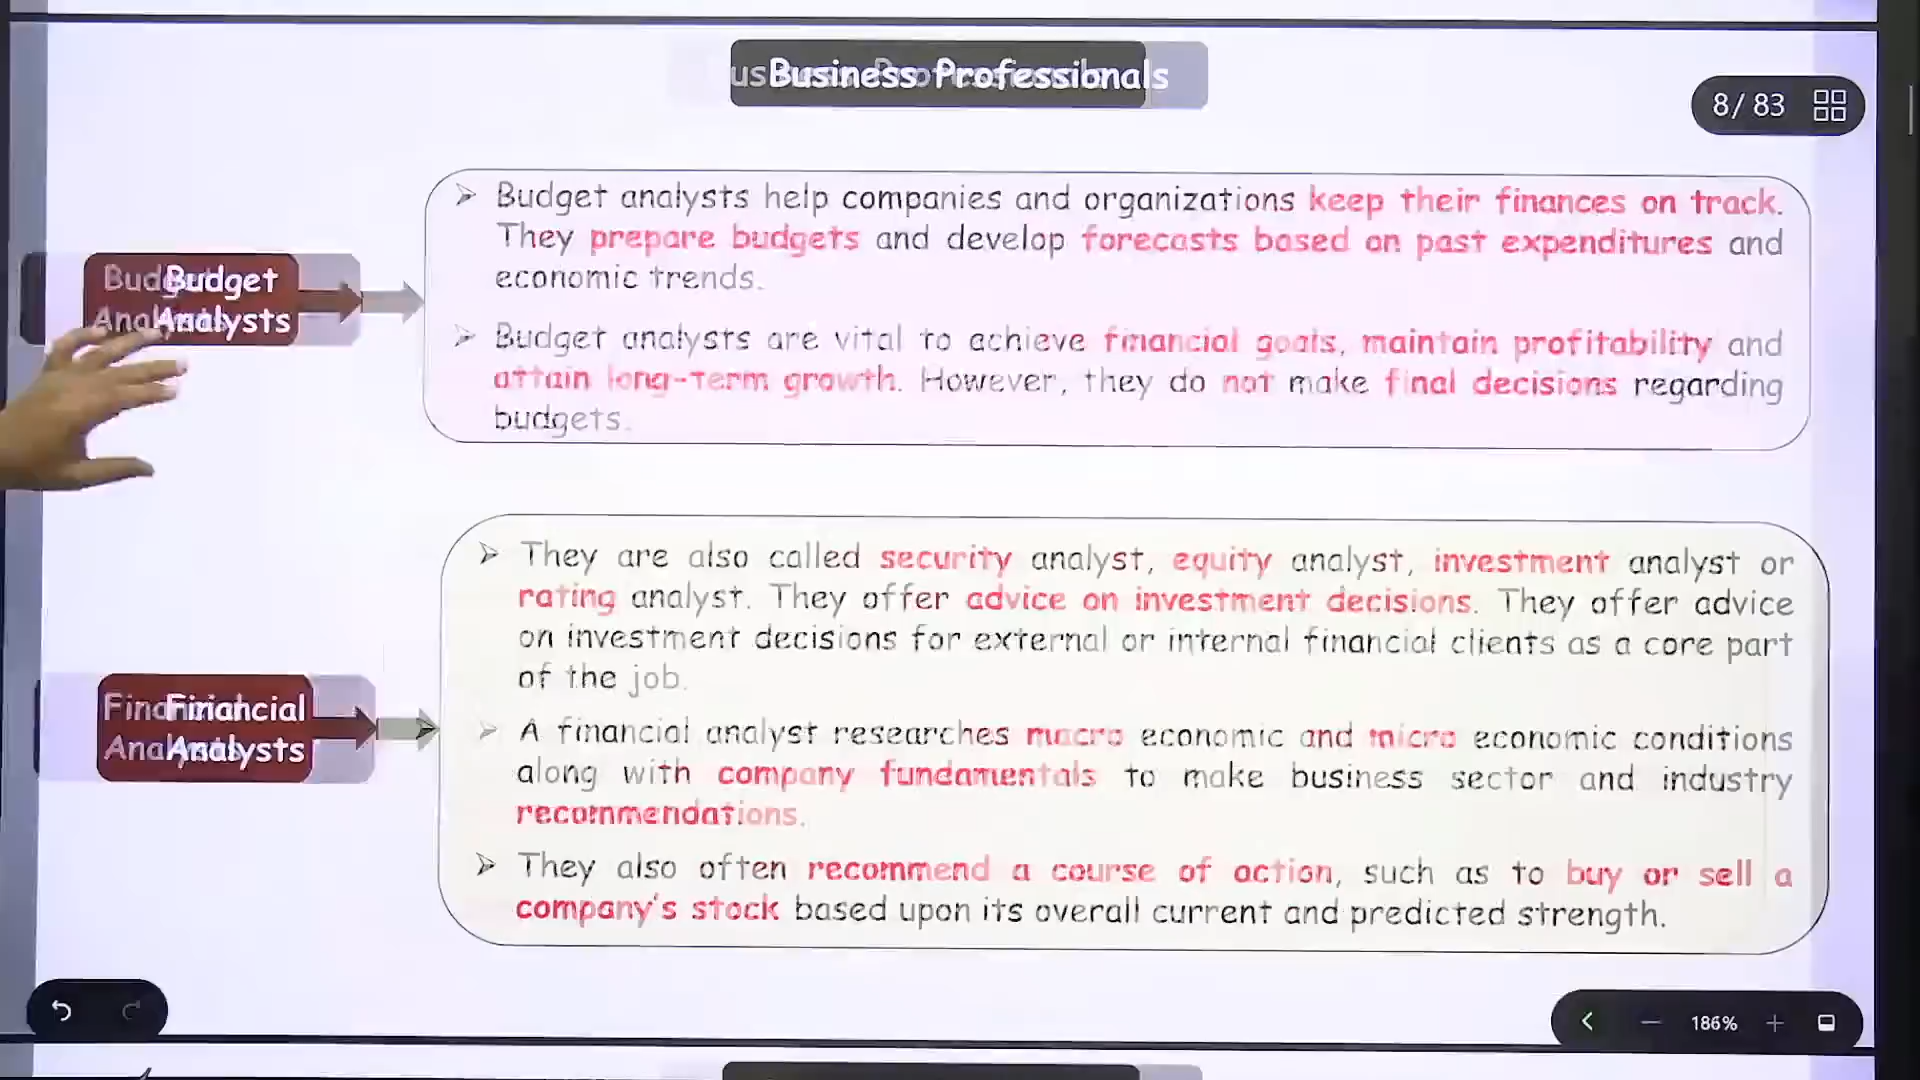 Business Professionals
8/ 83
Budget analysts help companies and organizations keep their finances on track.
They prepare budgets and develop forecasts based on past expenditures and
economic trends.
Budget
Analysts
Budget analysts are vital to achieve financial goals, maintain profitability and
attain long-term growth. However, they do not make final decisions regarding
budgets.
They are also called security analyst, equity analyst, investment analyst or
rating analyst. They offer advice on investment decisions. They offer advice
on investment decisions for external or internal financial clients as a core part
of the job.
Financial
Analysts
A financial analyst researches macro economic and micro economic conditions
along with company fundamentals to make business sector and industry
recommendations.
They also often recommend a course of action, such as to buy or sell a
company's stock based upon its overall current and predicted strength.
186%